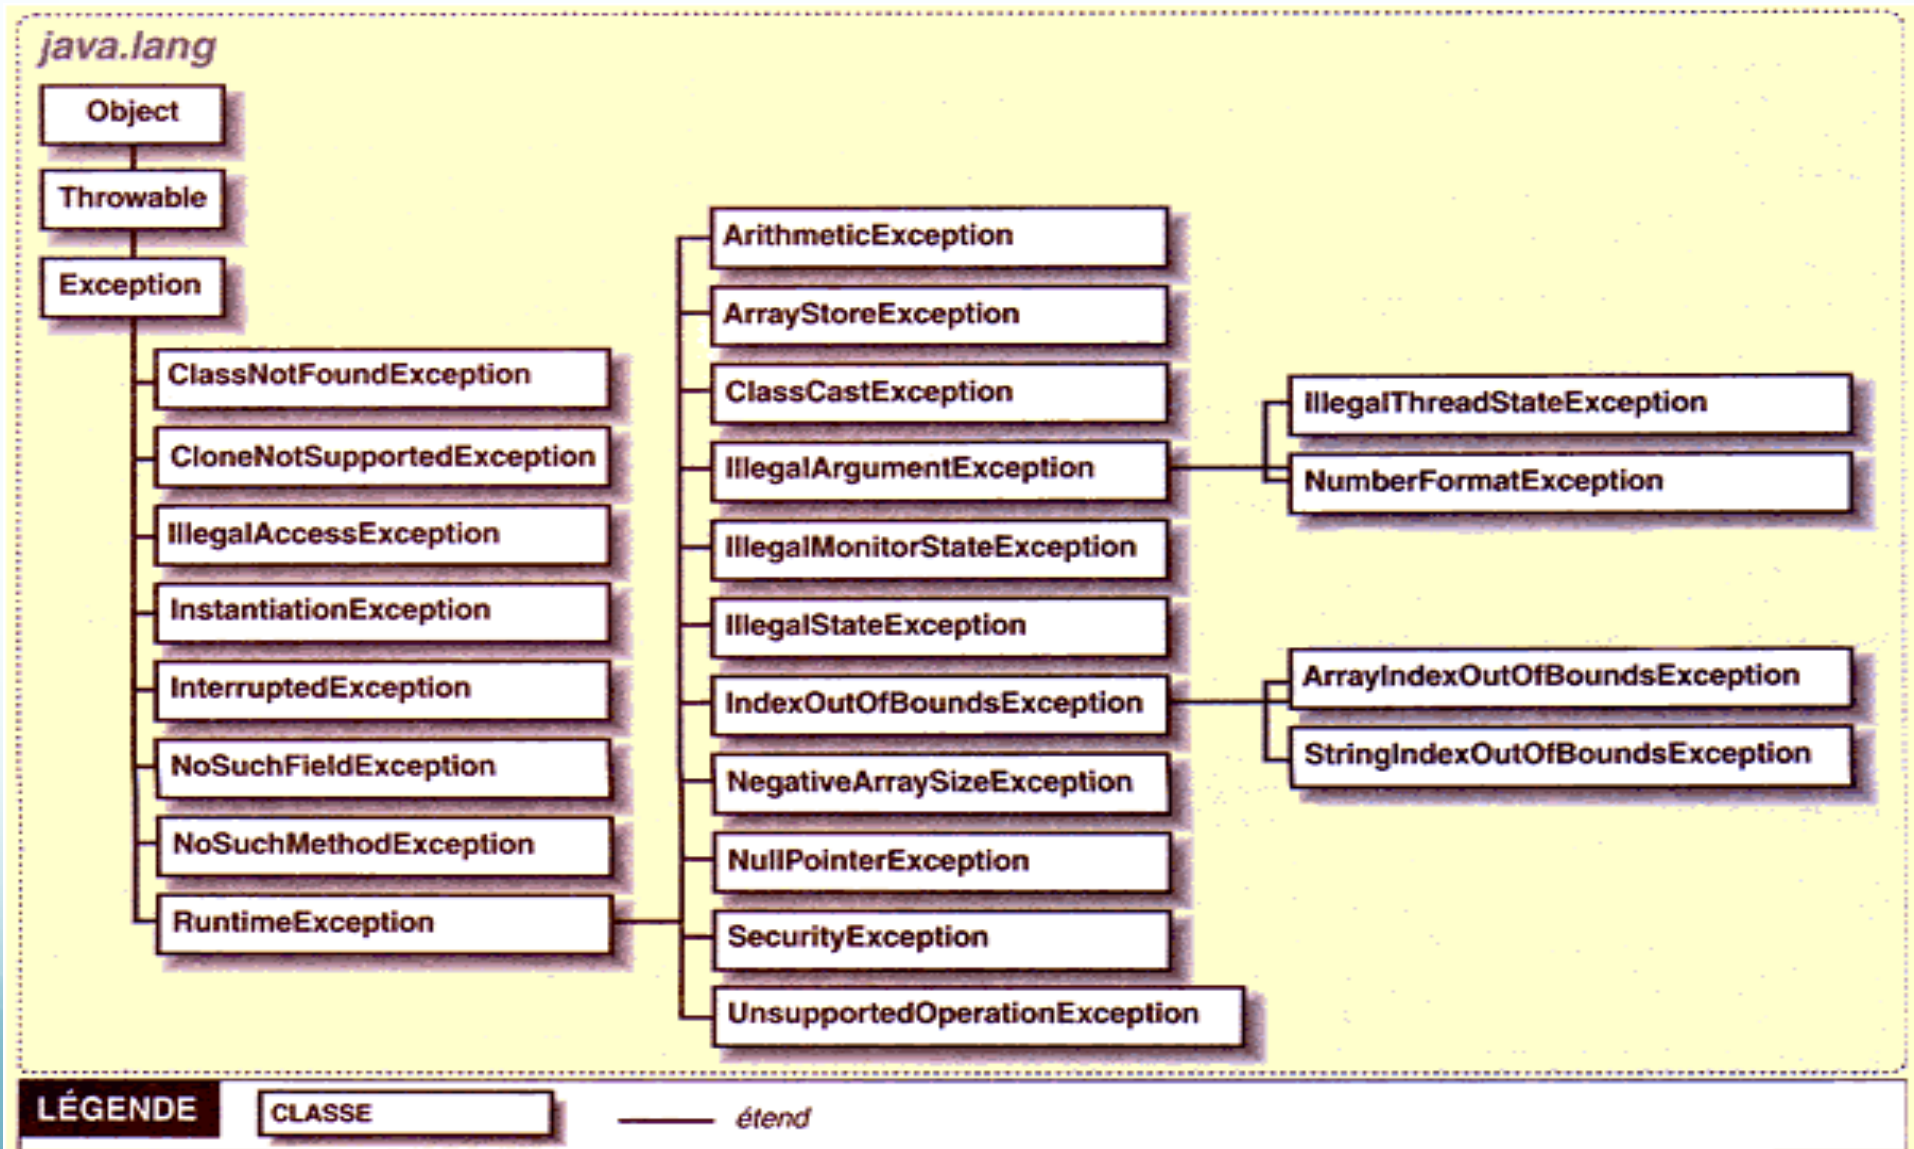 java.lang
Object
Throwable
Exception
ClassNotFoundException
CloneNotSupportedException
IllegalAccessException
InstantiationException
InterruptedException
NoSuchFieldException
NoSuchMethodException
RuntimeException
ArithmeticException
ArrayStoreException
ClassCastException
IllegalArgumentException
IllegalMonitorStateException
IllegalStateException
IndexOutOfBoundsException
NegativeArraySizeException
NullPointerException
SecurityException
UnsupportedOperationException
IllegalThreadStateException
NumberFormatException
ArrayIndexOutOfBoundsException
StringIndexOutOfBoundsException
LÉGENDE
CLASSE
étend